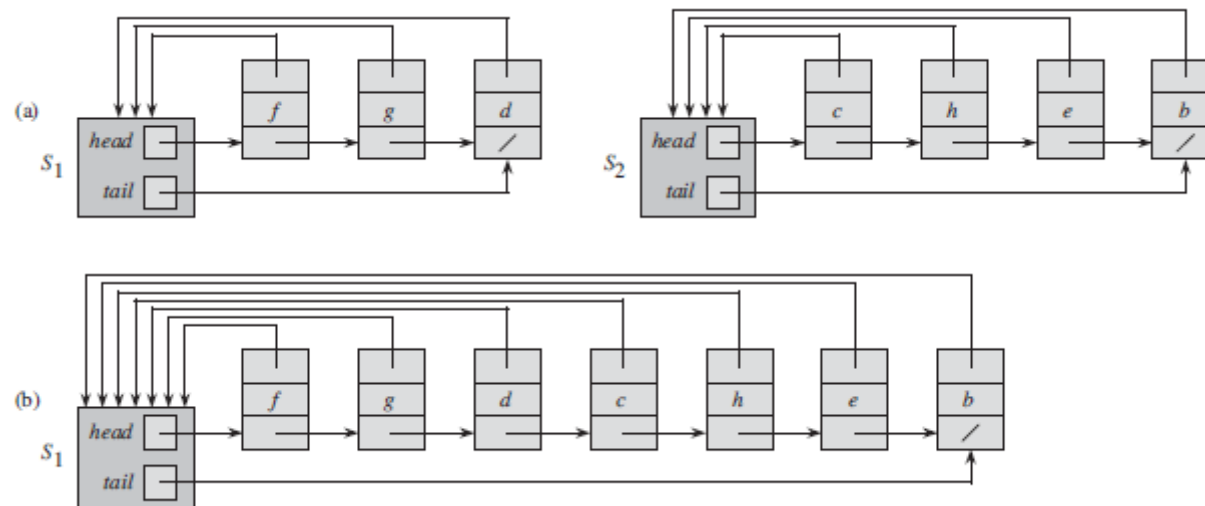 (a)
f g d
head
S1
tail
/
c h e b
head
S2
tail
/
(b)
f g d c h e b
head
S1
tail
/